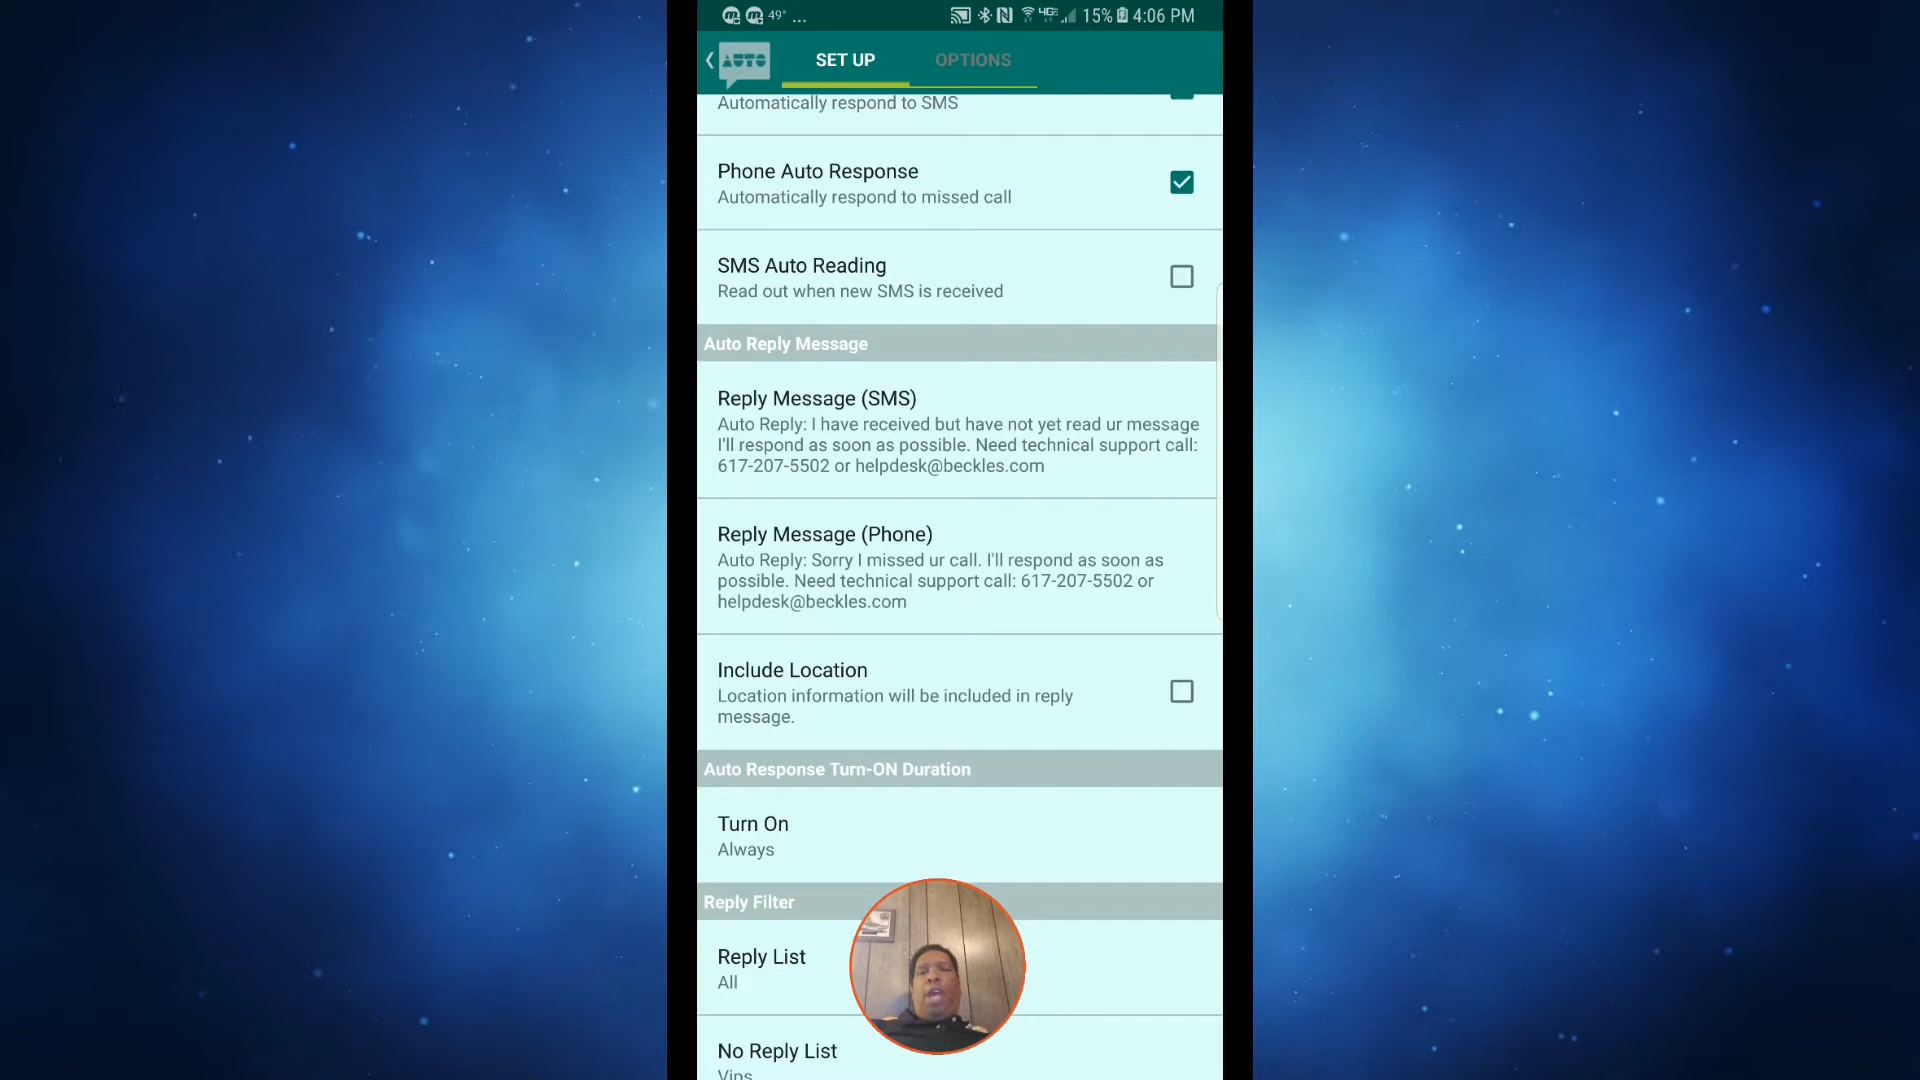 49° ... 15% 4:06 PM
AUTO SET UP OPTIONS
Automatically respond to SMS
Phone Auto Response
Automatically respond to missed call
SMS Auto Reading
Read out when new SMS is received
Auto Reply Message
Reply Message (SMS)
Auto Reply: I have received but have not yet read ur message
I'll respond as soon as possible. Need technical support call:
617-207-5502 or helpdesk@beckles.com
Reply Message (Phone)
Auto Reply: Sorry I missed ur call. I'll respond as soon as
possible. Need technical support call: 617-207-5502 or
helpdesk@beckles.com
Include Location
Location information will be included in reply
message.
Auto Response Turn-ON Duration
Turn On
Always
Reply Filter
Reply List
All
No Reply List
Vips